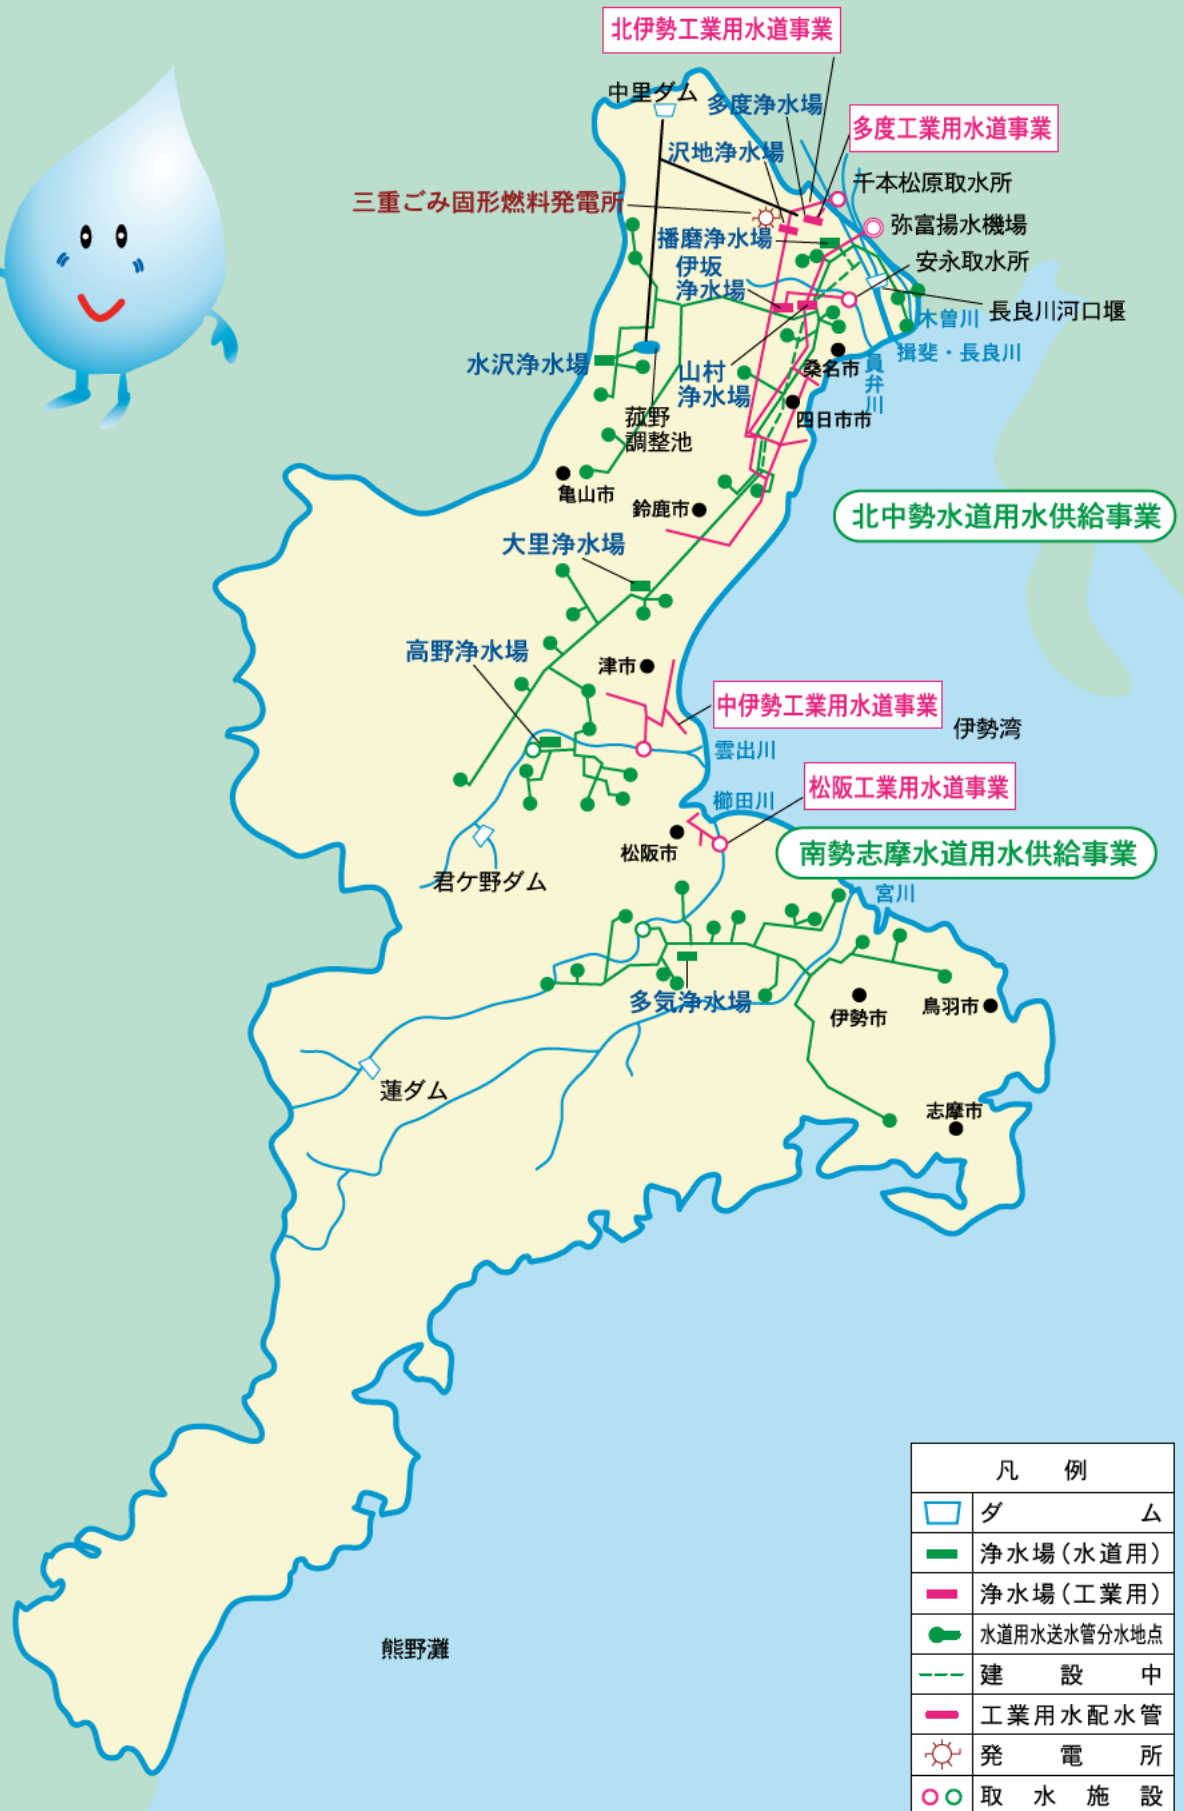 北伊勢工業用水道事業
中里ダム
多度浄水場
多度工業用水道事業
沢地浄水場
千本松原取水所
三重ごみ固形燃料発電所
弥富揚水機場
播磨浄水場
安永取水所
伊坂
浄水場
長良川河口堰
木曽川
揖斐・長良川
水沢浄水場
山村
浄水場
桑名市
員弁川
四日市市
菰野
調整池
亀山市
鈴鹿市
北中勢水道用水供給事業
大里浄水場
高野浄水場
津市
中伊勢工業用水道事業
伊勢湾
雲出川
松阪工業用水道事業
櫛田川
松阪市
南勢志摩水道用水供給事業
君ケ野ダム
宮川
多気浄水場
伊勢市
鳥羽市
蓮ダム
志摩市
熊野灘
凡 例
ダム
浄水場(水道用)
浄水場(工業用)
水道用水送水管分水地点
建設中
工業用水配水管
発電所
取水施設